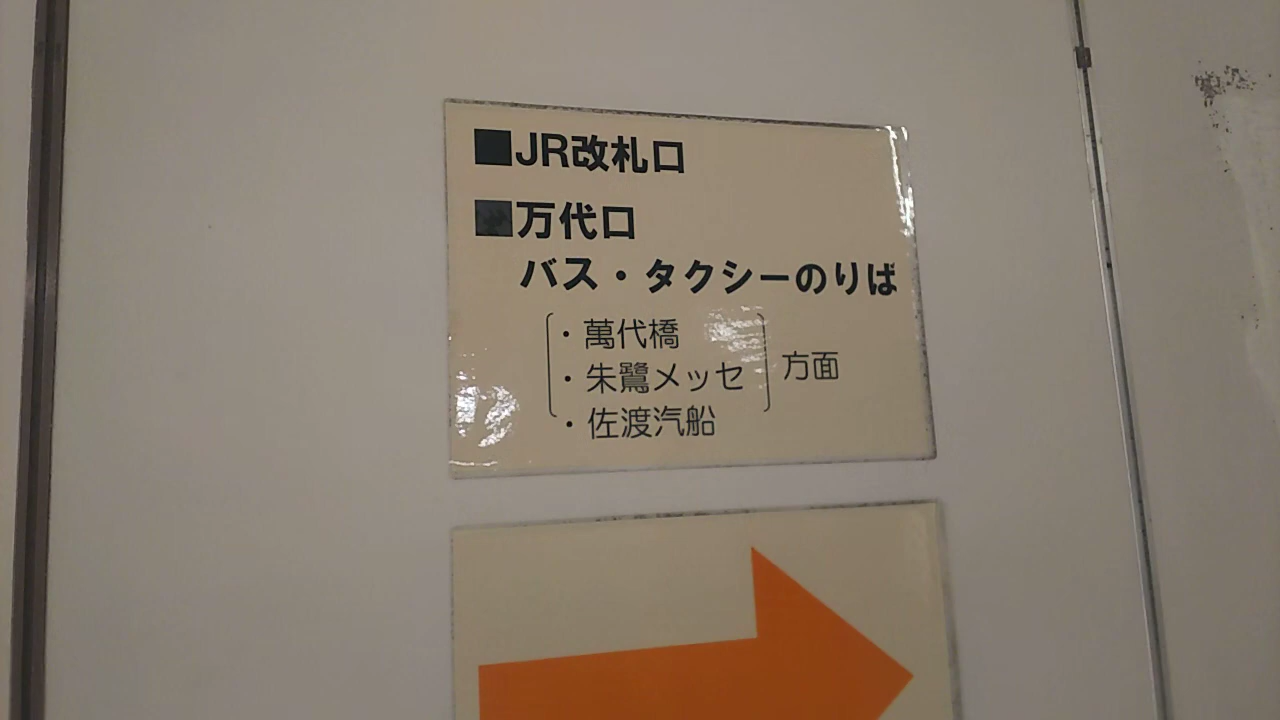 ■JR改札口
■万代口
バス・タクシーのりば
・萬代橋
・朱鷺メッセ 方面
・佐渡汽船